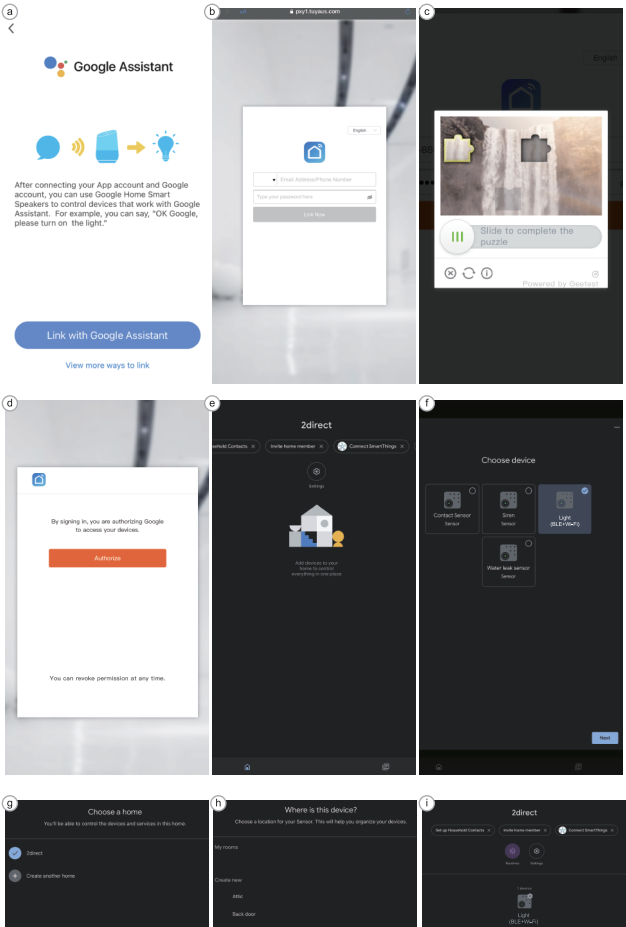 a
Google Assistant
After connecting your App account and Google
account, you can use Google Home Smart
Speakers to control devices that work with Google
Assistant. For example, you can say, "OK Google,
please turn on the light."
Link with Google Assistant
View more ways to link
b
AA
pxy1.tuyaus.com
English
Email Address/Phone Number
Type your password here
Link Now
c
English
Slide to complete the
puzzle
Powered by Geetest
d
By signing in, you are authorizing Google
to access your devices.
Authorize
You can revoke permission at any time.
e
2direct
sehold Contacts
Invite home member
Connect SmartThings
Settings
Add devices to your
home to control
everything in one place
f
Choose device
Contact Sensor
Sensor
Siren
Sensor
Light
(BLE+Wi-Fi)
Water leak sensor
Sensor
Next
g
Choose a home
You'll be able to control the devices and services in this home.
2direct
Create another home
h
Where is this device?
Choose a location for your Sensor. This will help you organize your devices.
My rooms
Create new
Attic
Back door
i
2direct
Set up Household Contacts
Invite home member
Connect SmartThings
Routines
Settings
1 device
Light
(BLE+Wi-Fi)